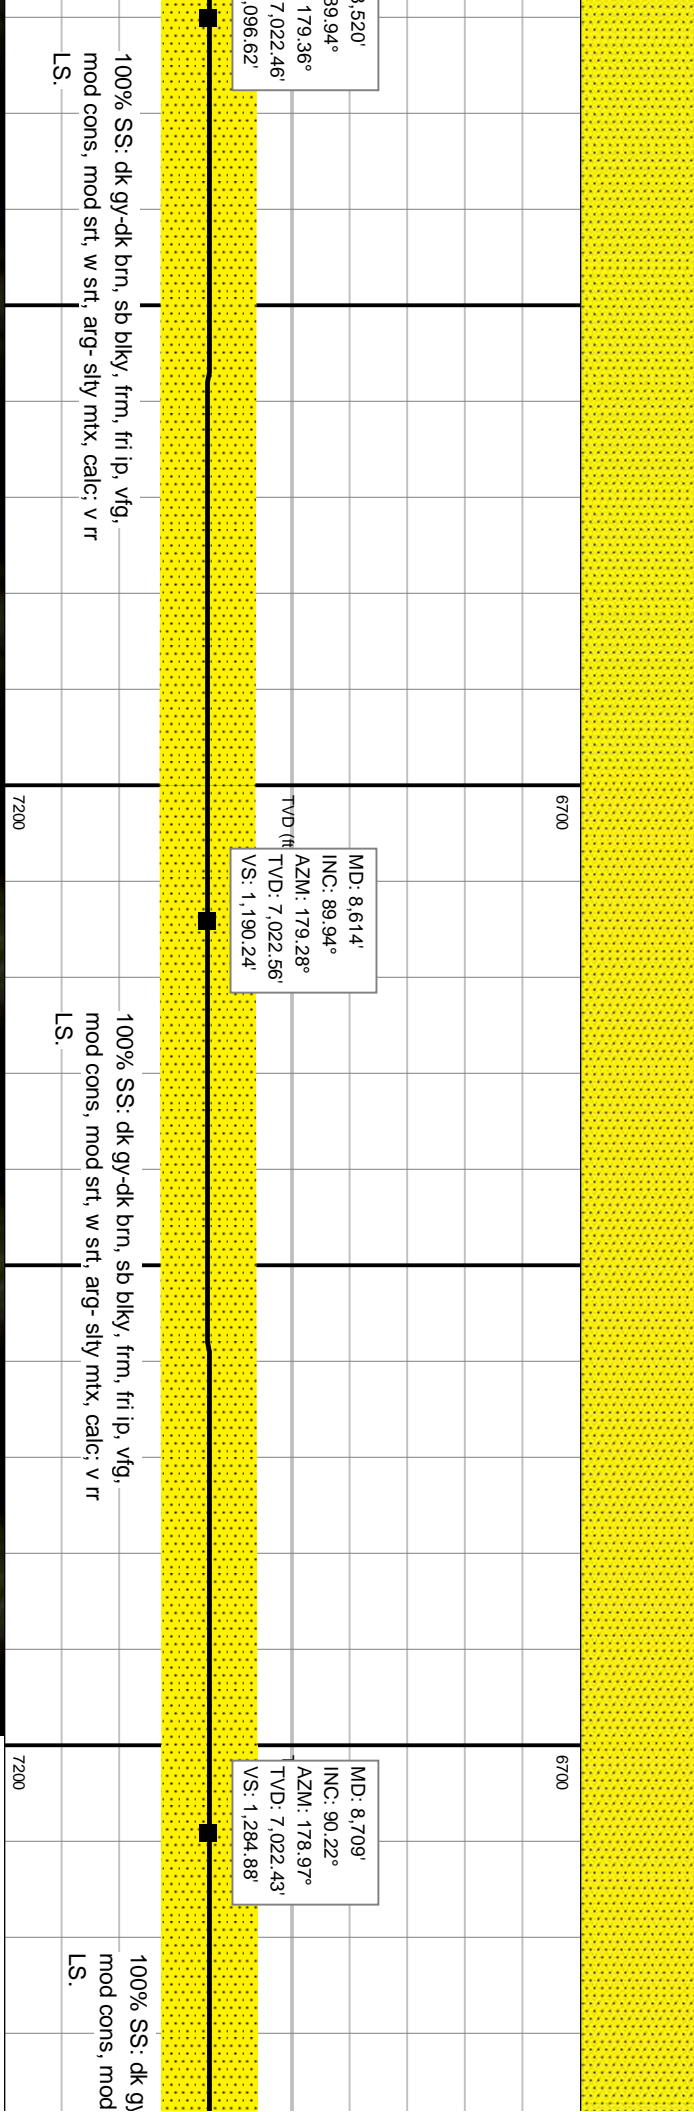 8,520'
89.94°
179.36°
7,022.46'
,096.62'
100% SS: dk gy-dk brn, sb blky, frm, fri ip, vfg,
mod cons, mod srt, w srt, arg- slty mtx, calc; v rr
LS.
6700
TVD (ft
7200
MD: 8,614'
INC: 89.94°
AZM: 179.28°
TVD: 7,022.56'
VS: 1,190.24'
100% SS: dk gy-dk brn, sb blky, frm, fri ip, vfg,
mod cons, mod srt, w srt, arg- slty mtx, calc; v rr
LS.
6700
7200
MD: 8,709'
INC: 90.22°
AZM: 178.97°
TVD: 7,022.43'
VS: 1,284.88'
100% SS: dk gy
mod cons, mod
LS.